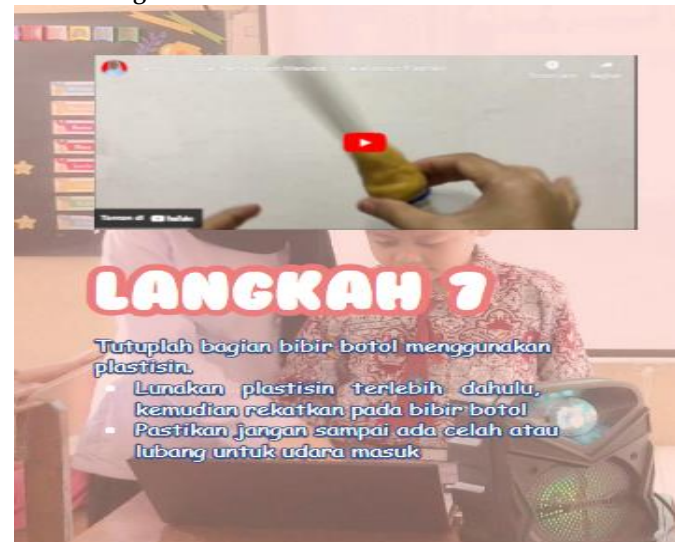 Tonton di YouTube
LANGKAH 7
Tutuplah bagian bibir botol menggunakan
plastisin.
Lunakan plastisin terlebih dahulu,
kemudian rekatkan pada bibir botol
Pastikan jangan sampai ada celah atau
lubang untuk udara masuk